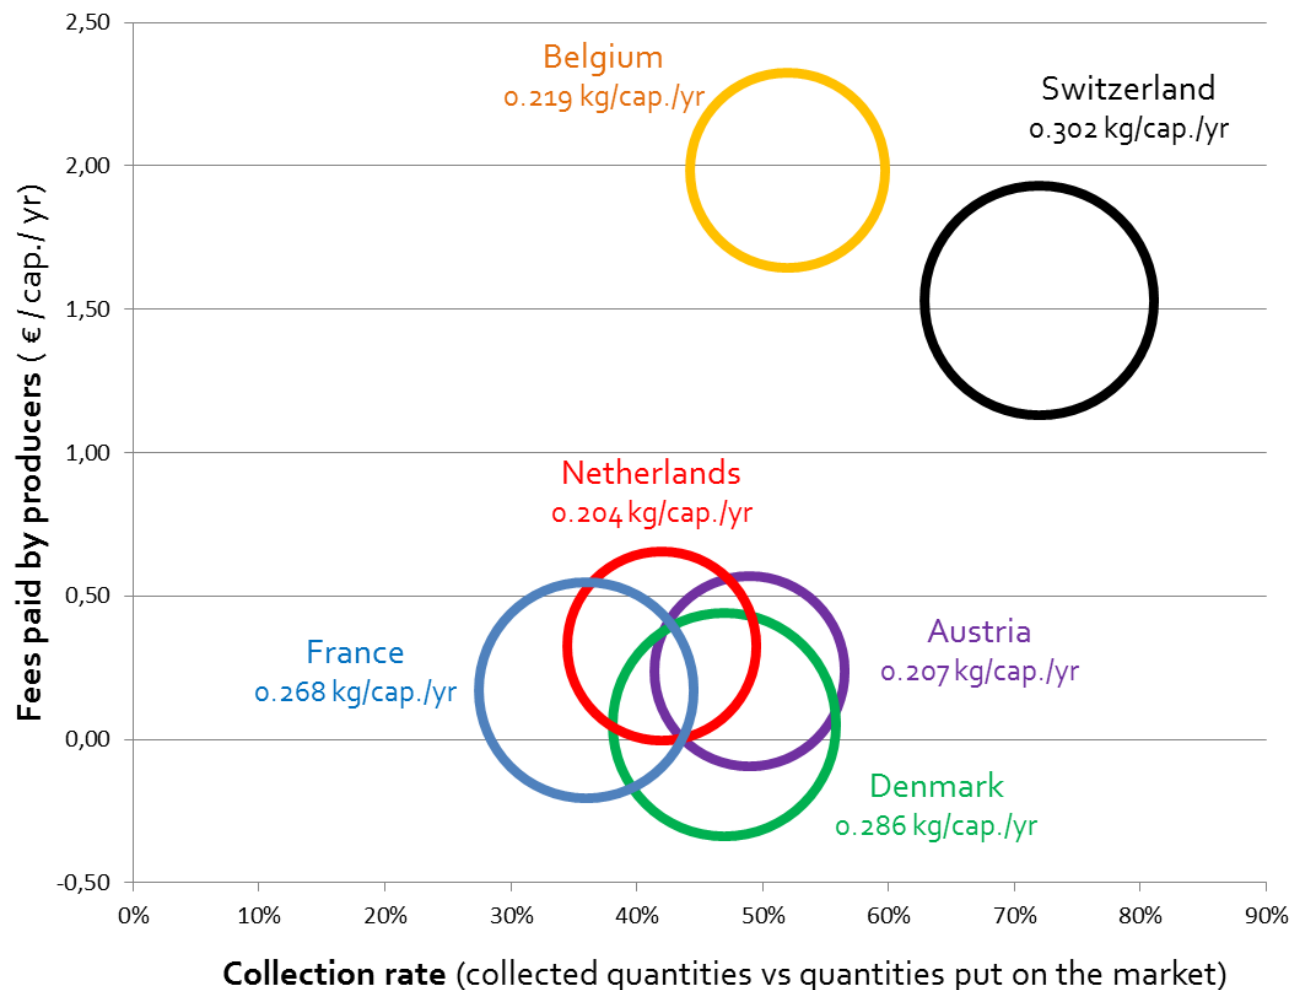 2,50
2,00
1,50
1,00
0,50
0,00
-0,50
Fees paid by producers ( € / cap./ yr)
Belgium
0.219 kg/cap./yr
Switzerland
0.302 kg/cap./yr
Netherlands
0.204 kg/cap./yr
France
0.268 kg/cap./yr
Austria
0.207 kg/cap./yr
Denmark
0.286 kg/cap./yr
0% 10% 20% 30% 40% 50% 60% 70% 80% 90%
Collection rate (collected quantities vs quantities put on the market)